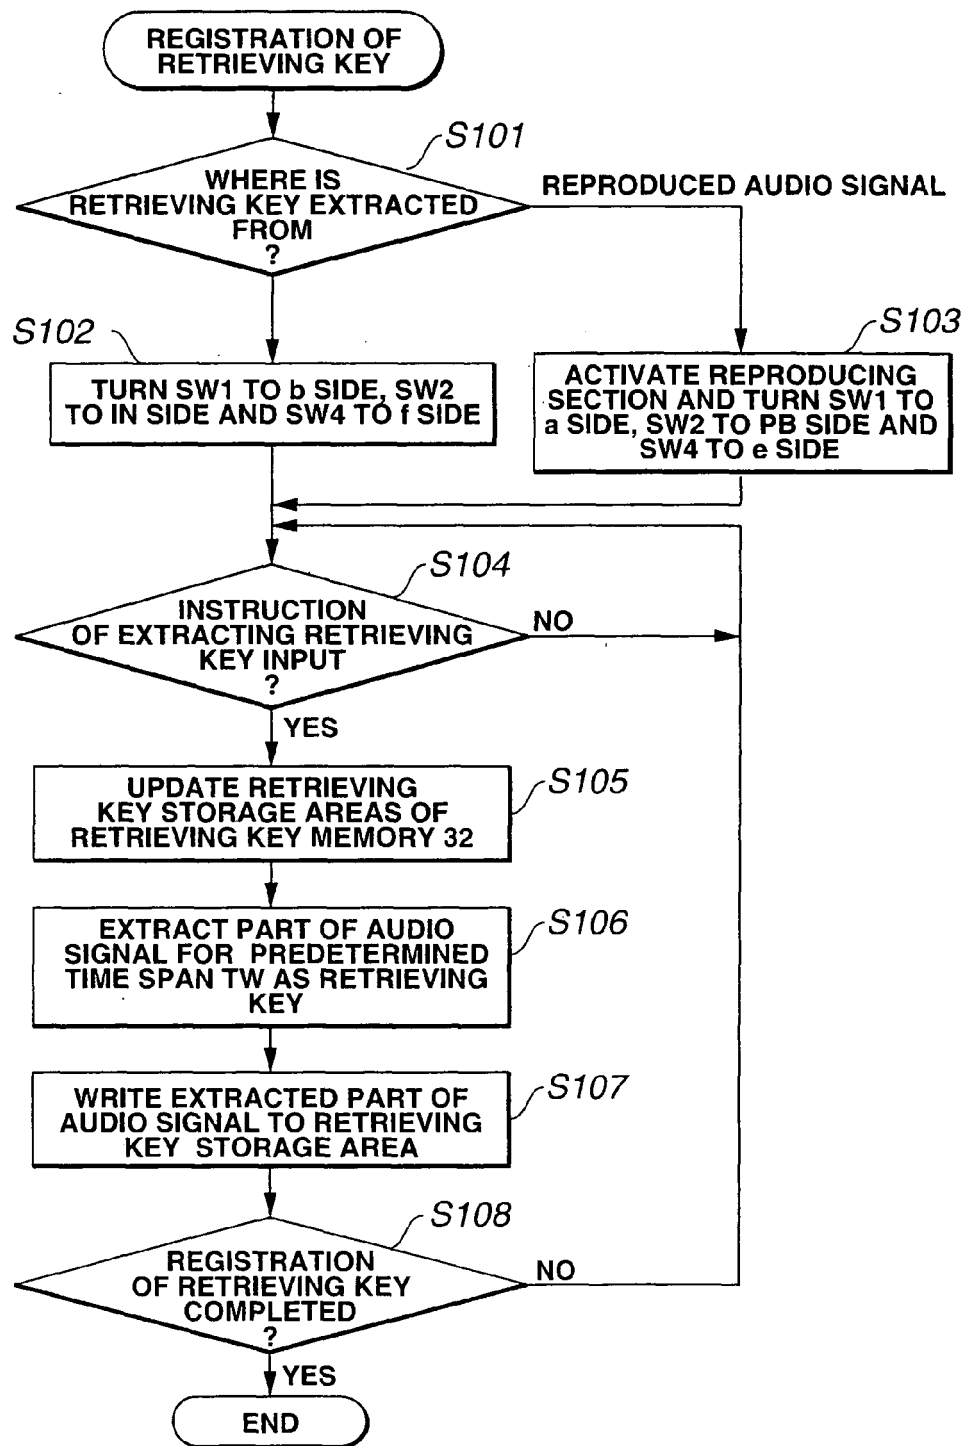 REGISTRATION OF
RETRIEVING KEY
S101
WHERE IS
RETRIEVING KEY EXTRACTED
FROM
?
REPRODUCED AUDIO SIGNAL
S102
TURN SW1 TO b SIDE, SW2
TO IN SIDE AND SW4 TO f SIDE
S103
ACTIVATE REPRODUCING
SECTION AND TURN SW1 TO
a SIDE, SW2 TO PB SIDE AND
SW4 TO e SIDE
S104
INSTRUCTION
OF EXTRACTING RETRIEVING
KEY INPUT
?
NO
YES
S105
UPDATE RETRIEVING
KEY STORAGE AREAS OF
RETRIEVING KEY MEMORY 32
S106
EXTRACT PART OF AUDIO
SIGNAL FOR PREDETERMINED
TIME SPAN TW AS RETRIEVING
KEY
S107
WRITE EXTRACTED PART OF
AUDIO SIGNAL TO RETRIEVING
KEY STORAGE AREA
S108
REGISTRATION
OF RETRIEVING KEY
COMPLETED
?
NO
YES
END